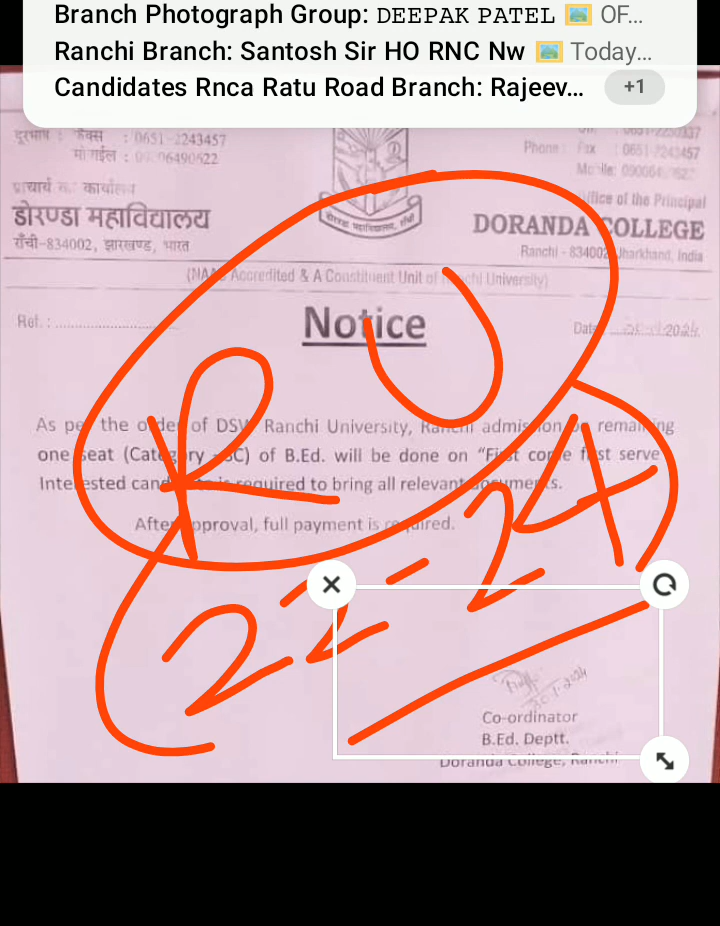 Branch Photograph Group: DEEPAK PATEL OF...
Ranchi Branch: Santosh Sir HO RNC Nw Today...
Candidates Rnca Ratu Road Branch: Rajeev... +1
दूरभाष : फैक्स : 0651-2243457
Phone : Fax : 0651-2243457
प्राचार्य का कार्यालय
Office of the Principal
डोरण्डा महाविद्यालय
DORANDA COLLEGE
राँची-834002, झारखण्ड, भारत
Ranchi - 834002 Jharkhand, India
(NAAC Accredited & A Constituent Unit of Ranchi University)
Ref. :
Notice
Date 2024
RU
As per the order of DSW Ranchi University, Ranchi admission remaining
one seat (Category -SC) of B.Ed. will be done on “First come first serve
Interested required to bring all relevant documents.
After approval, full payment is required.
22-24
Co-ordinator
B.Ed. Deptt.
Doranda College, Ranchi